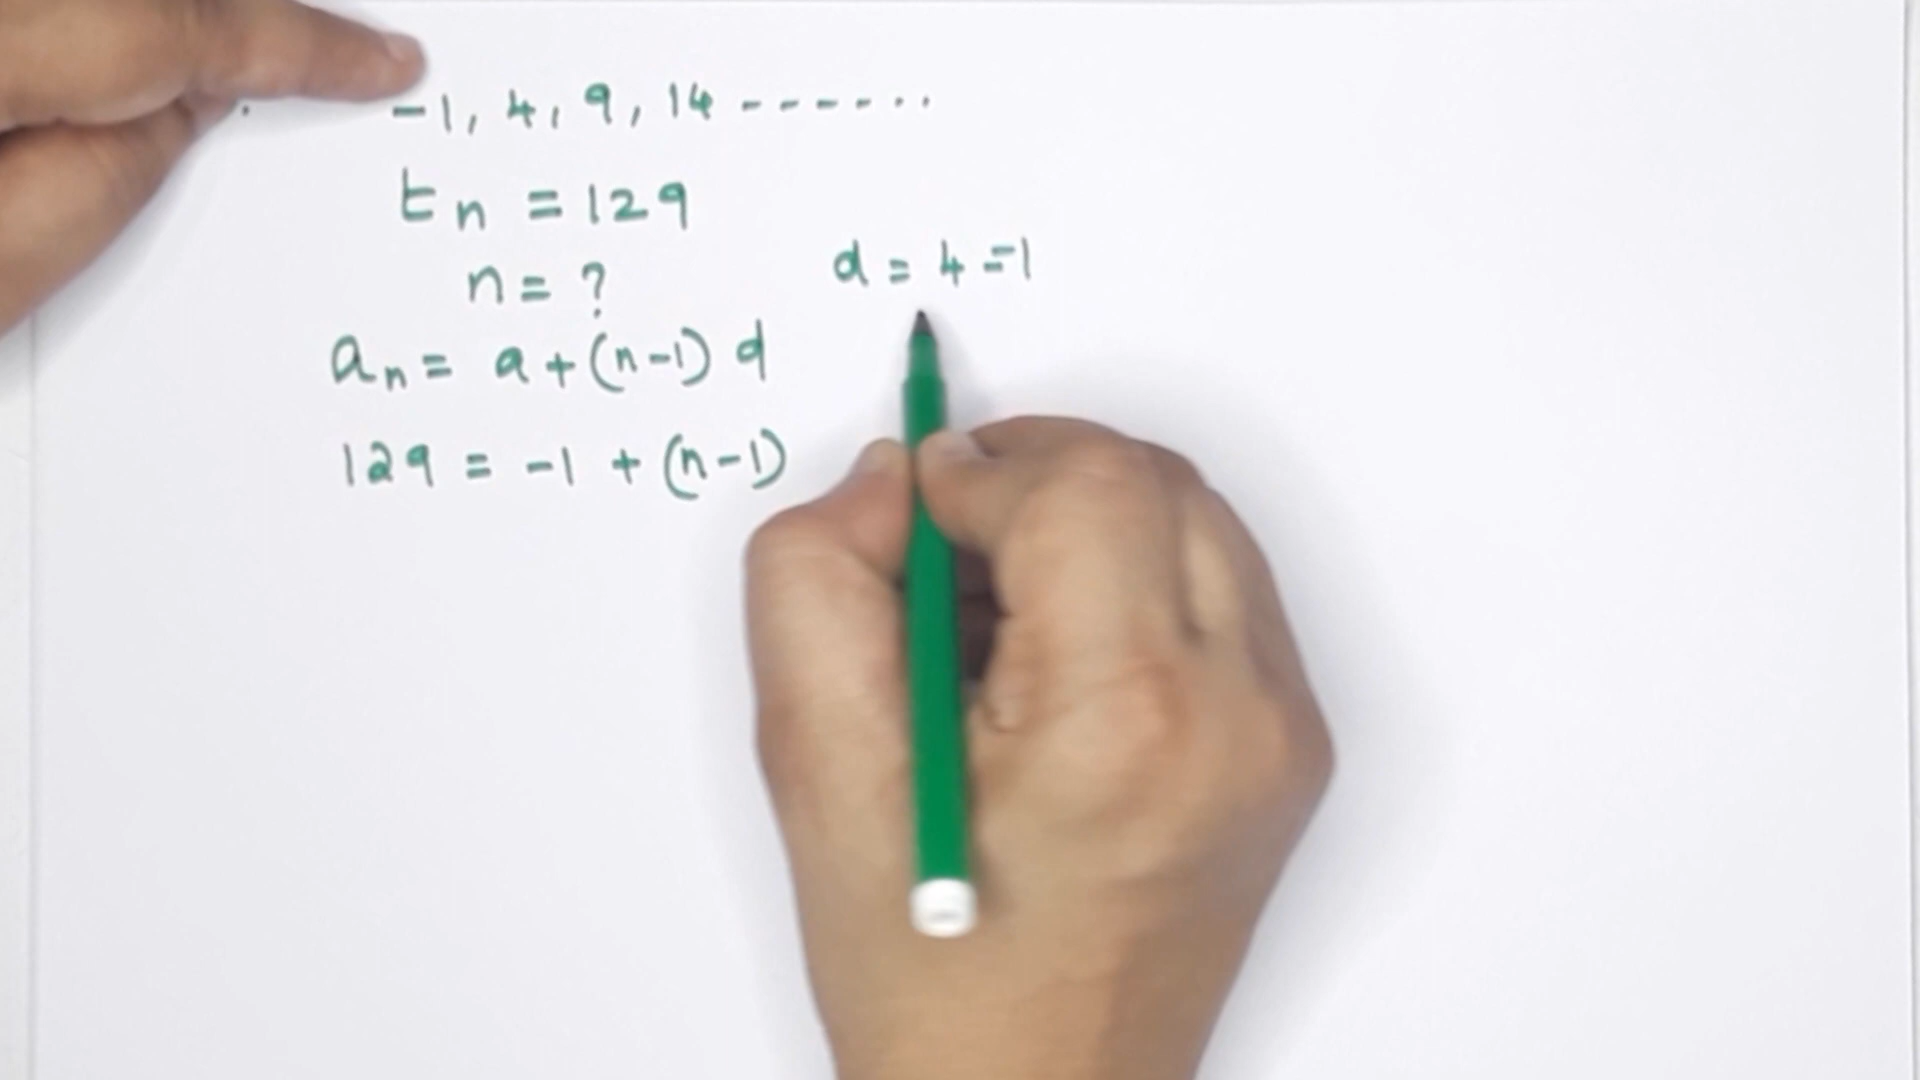 -1, 4, 9, 14 ------..
tn = 129
n = ?
d = 4 - -1
an = a + (n-1) d
129 = -1 + (n-1)